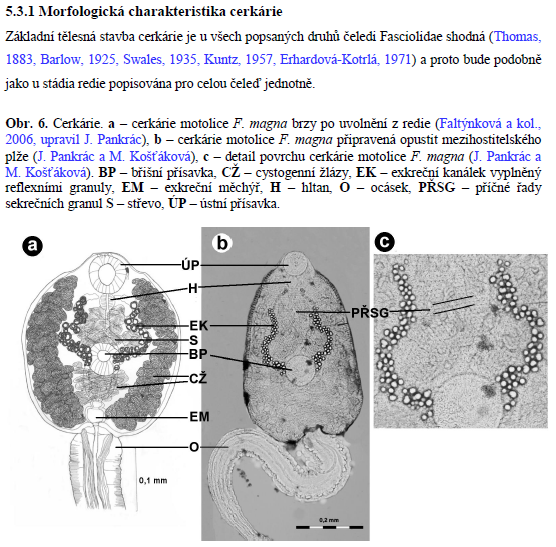 5.3.1 Morfologická charakteristika cerkárie
Základní tělesná stavba cerkárie je u všech popsaných druhů čeledi Fasciolidae shodná (Thomas,
1883, Barlow, 1925, Swales, 1935, Kuntz, 1957, Erhardová-Kotrlá, 1971) a proto bude podobně
jako u stádia redie popisována pro celou čeleď jednotně.
Obr. 6. Cerkárie. a – cerkárie motolice F. magna brzy po uvolnění z redie (Faltýnková a kol.,
2006, upravil J. Pankrác), b – cerkárie motolice F. magna připravená opustit mezihostitelského
plže (J. Pankrác a M. Košťáková), c – detail povrchu cerkárie motolice F. magna (J. Pankrác a
M. Košťáková). BP – břišní přísavka, CŽ – cystogenní žlázy, EK – exkreční kanálek vyplněný
reflexními granuly, EM – exkreční měchýř, H – hltan, O – ocásek, PŘSG – příčné řady
sekrečních granul S – střevo, ÚP – ústní přísavka.
a
b
c
ÚP
H
PŘSG
EK
S
BP
CŽ
EM
O
0,1 mm
0,2 mm